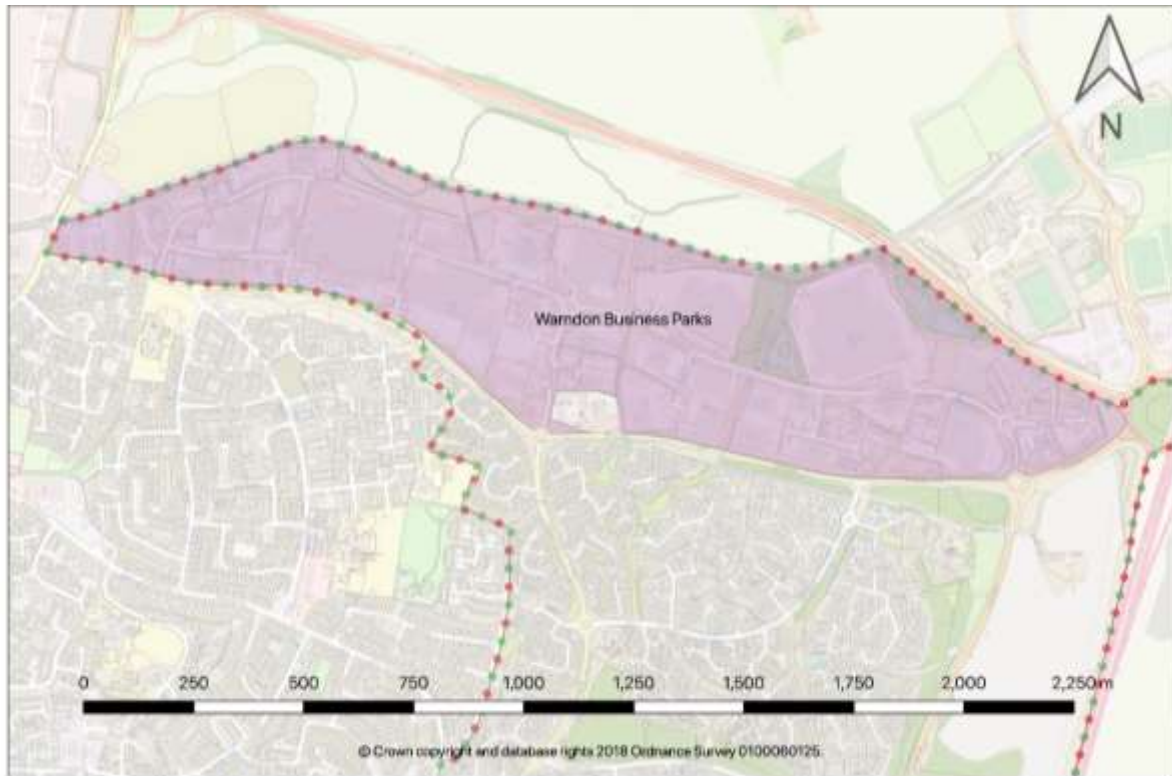 N
Warndon Business Parks
0 250 500 750 1,000 1,250 1,500 1,750 2,000 2,250m
© Crown copyright and database rights 2018 Ordnance Survey 0100060125.